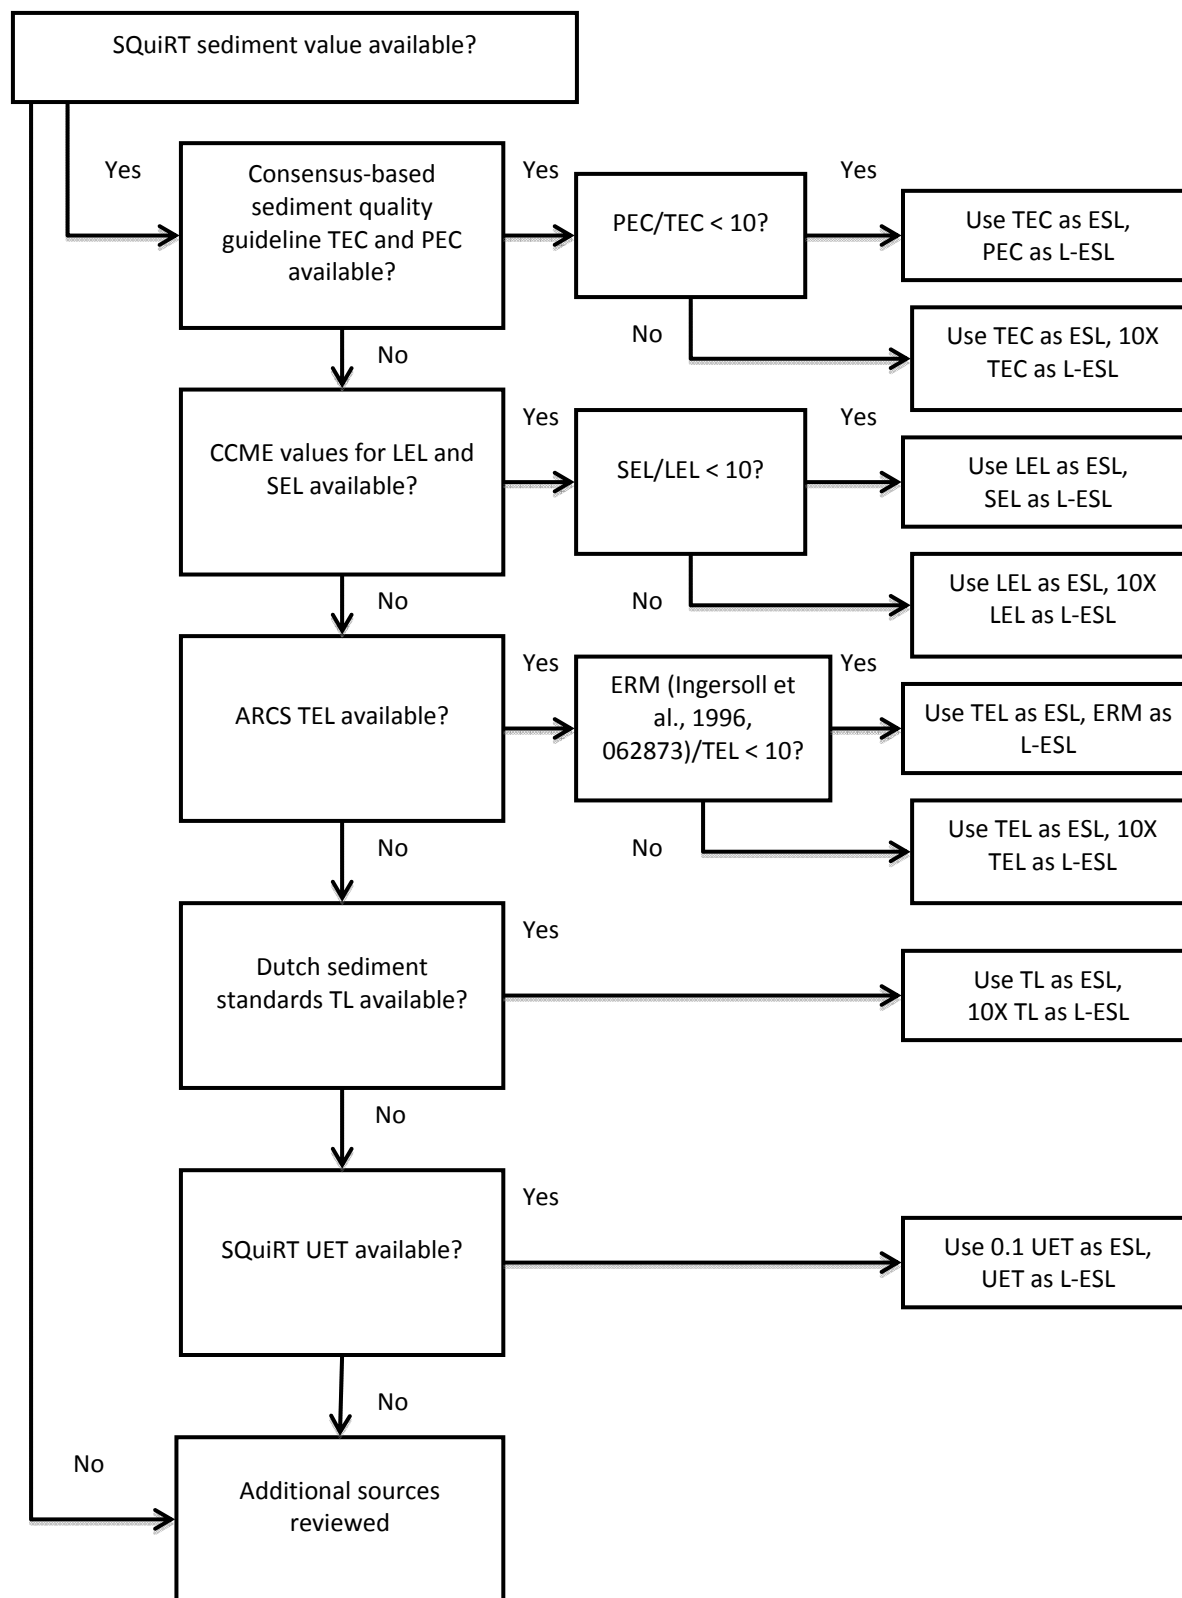 SQuiRT sediment value available?
Yes
Consensus-based
sediment quality
guideline TEC and PEC
available?
Yes
PEC/TEC < 10?
Yes
Use TEC as ESL,
PEC as L-ESL
No
Use TEC as ESL, 10X
TEC as L-ESL
No
CCME values for LEL and
SEL available?
Yes
SEL/LEL < 10?
Yes
Use LEL as ESL,
SEL as L-ESL
No
Use LEL as ESL, 10X
LEL as L-ESL
No
ARCS TEL available?
Yes
ERM (Ingersoll et
al., 1996,
062873)/TEL < 10?
Yes
Use TEL as ESL, ERM as
L-ESL
No
Use TEL as ESL, 10X
TEL as L-ESL
No
Dutch sediment
standards TL available?
Yes
Use TL as ESL,
10X TL as L-ESL
No
SQuiRT UET available?
Yes
Use 0.1 UET as ESL,
UET as L-ESL
No
No
Additional sources
reviewed